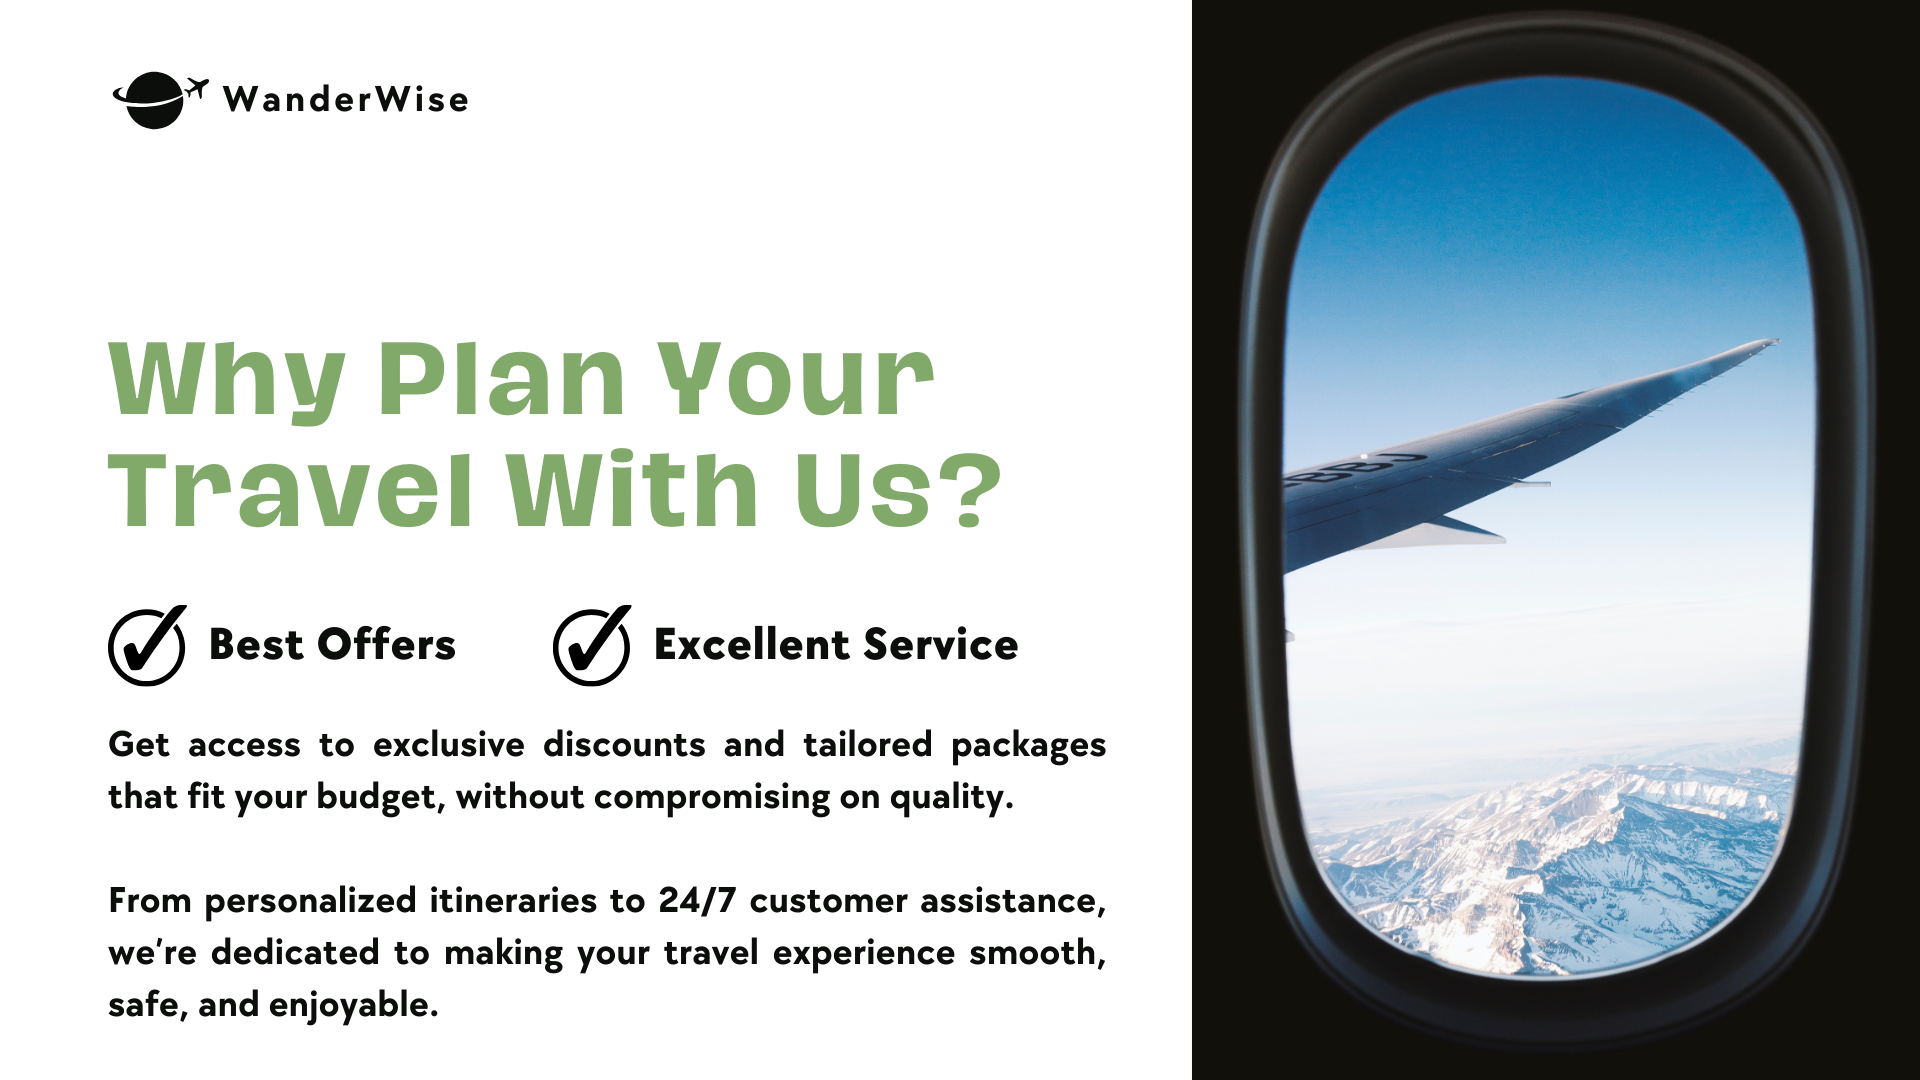 WanderWise
Why Plan Your
Travel With Us?
Best Offers
Excellent Service
Get access to exclusive discounts and tailored packages
that fit your budget, without compromising on quality.
From personalized itineraries to 24/7 customer assistance,
we're dedicated to making your travel experience smooth,
safe, and enjoyable.
BBJ